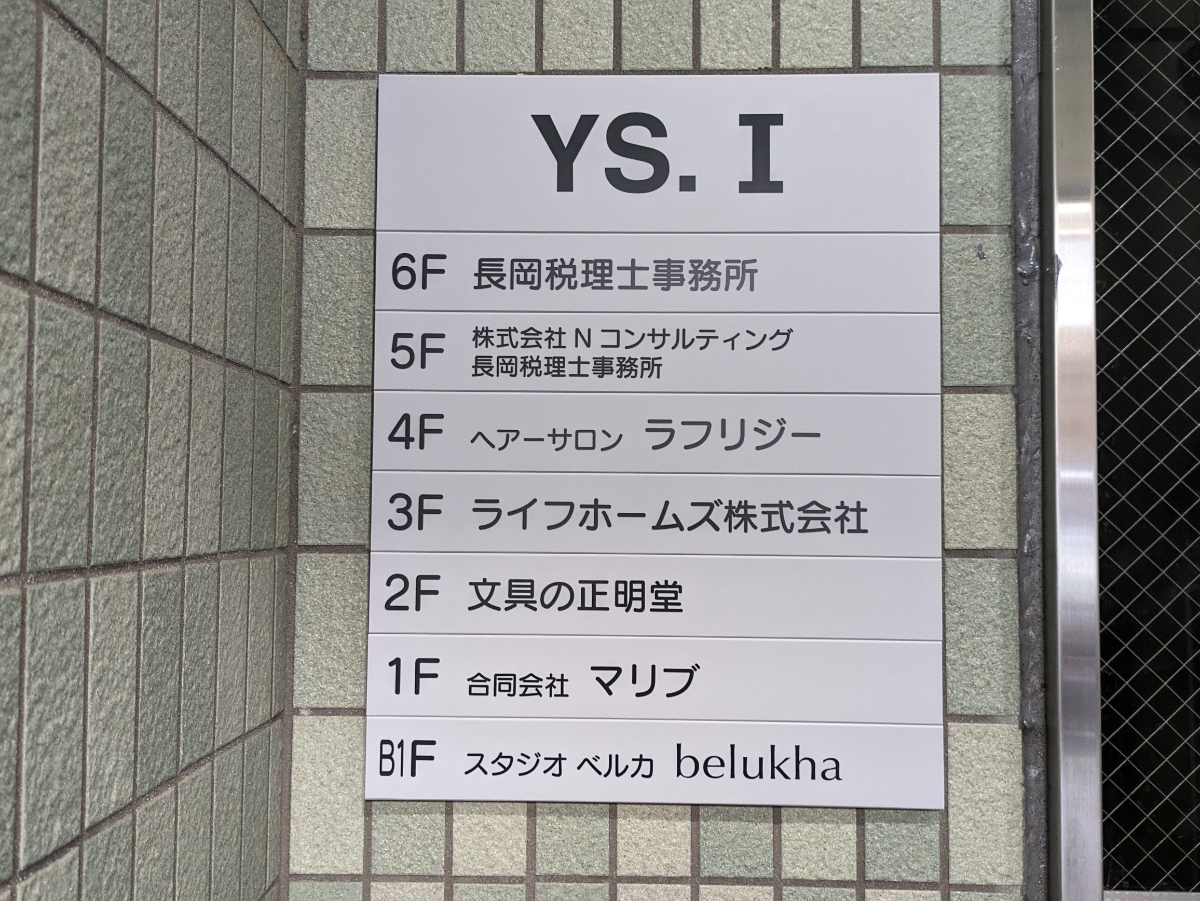 YS. I
6F 長岡税理士事務所
5F 株式会社 N コンサルティング
長岡税理士事務所
4F ヘアーサロン ラフリジー
3F ライフホームズ株式会社
2F 文具の正明堂
1F 合同会社 マリブ
B1F スタジオ ベルカ belukha